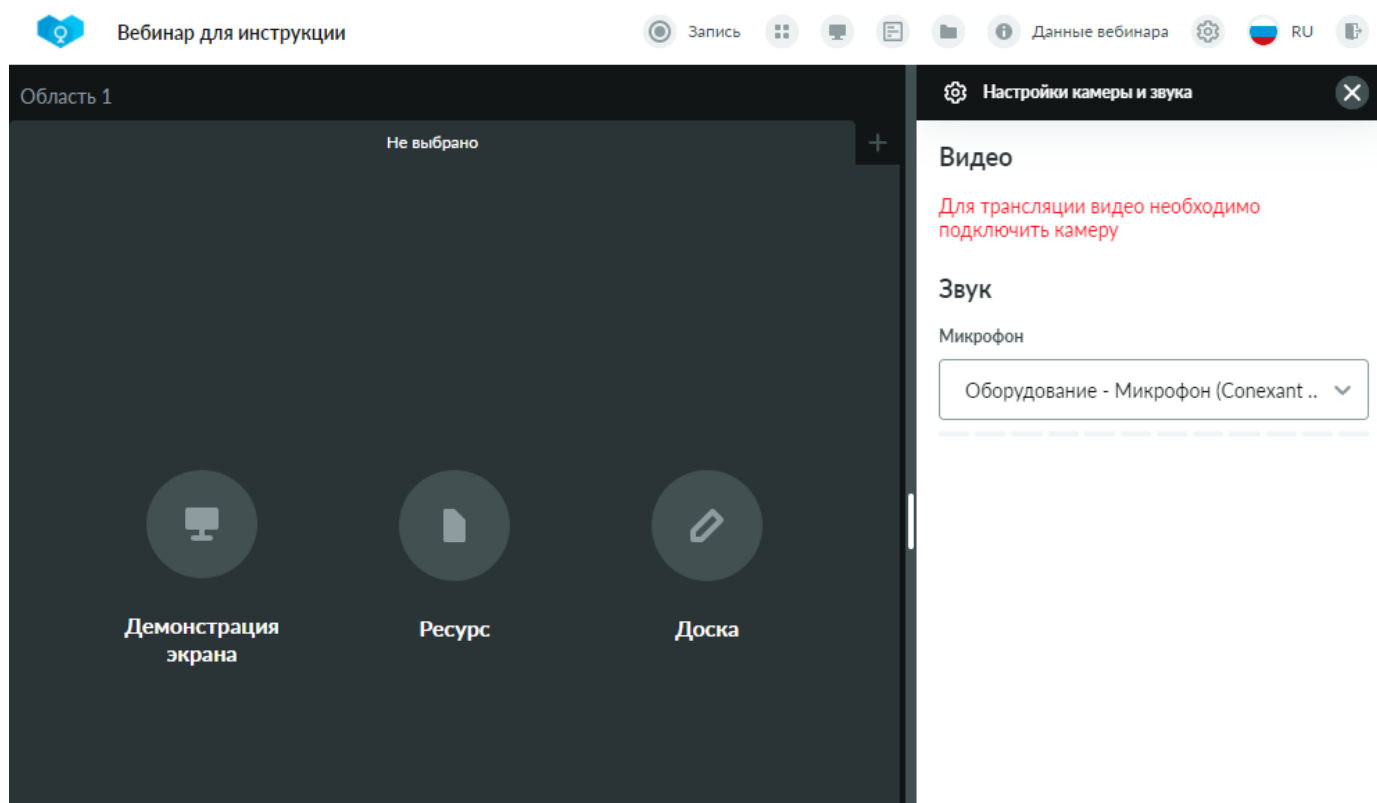 Вебинар для инструкции
Запись
Данные вебинара
RU
Область 1
Не выбрано
Демонстрация
экрана
Ресурс
Доска
Настройки камеры и звука
Видео
Для трансляции видео необходимо
подключить камеру
Звук
Микрофон
Оборудование - Микрофон (Conexant ..